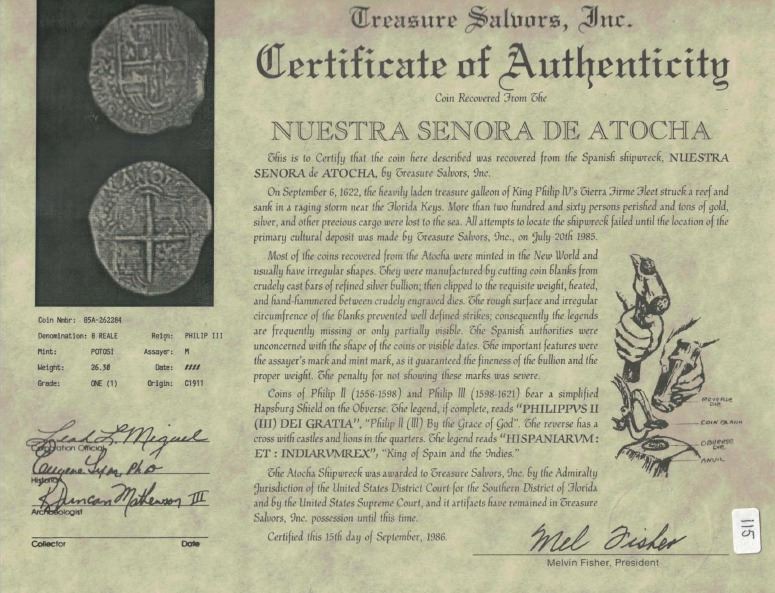 Treasure Salvors, Inc.
Certificate of Authenticity
Coin Recovered From The
NUESTRA SENORA DE ATOCHA
This is to Certify that the coin here described was recovered from the Spanish shipwreck, NUESTRA
SENORA de ATOCHA, by Treasure Salvors, Inc.
On September 6, 1622, the heavily laden treasure galleon of King Philip IV's Tierra Firme Fleet struck a reef and
sank in a raging storm near the Florida Keys. More than two hundred and sixty persons perished and tons of gold,
silver, and other precious cargo were lost to the sea. All attempts to locate the shipwreck failed until the location of the
primary cultural deposit was made by Treasure Salvors, Inc., on July 20th 1985.
Most of the coins recovered from the Atocha were minted in the New World and
usually have irregular shapes. They were manufactured by cutting coin blanks from
crudely cast bars of refined silver bullion; then clipped to the requisite weight, heated,
and hand-hammered between crudely engraved dies. The rough surface and irregular
circumfrence of the blanks prevented well defined strikes; consequently the legends
are frequently missing or only partially visible. The Spanish authorities were
unconcerned with the shape of the coins or visible dates. The important features were
the assayer's mark and mint mark, as it guaranteed the fineness of the bullion and the
proper weight. The penalty for not showing these marks was severe.
Coins of Philip II (1556-1598) and Philip III (1598-1621) bear a simplified
Hapsburg Shield on the Obverse. The legend, if complete, reads "PHILIPPVS II
(III) DEI GRATIA", "Philip II (III) By the Grace of God". The reverse has a
cross with castles and lions in the quarters. The legend reads "HISPANIARVM:
ET : INDIARVMREX", "King of Spain and the Indies."
The Atocha Shipwreck was awarded to Treasure Salvors, Inc. by the Admiralty
Jurisdiction of the United States District Court for the Southern District of Florida
and by the United States Supreme Court, and it artifacts have remained in Treasure
Salvors, Inc. possession until this time.
Certified this 15th day of September, 1986.
Mel Fisher
Melvin Fisher, President
REVERSE DIE
COIN BLANK
OBVERSE DIE
ANVIL
115
Coin Nmbr: 85A-262284
Denomination: 8 REALE Reign: PHILIP III
Mint: POTOSI Assayer: M
Weight: 26.30 Date: ####
Grade: ONE (1) Origin: C1911
Leah L. Miguel
Corporation Official
Eugene Lyon, Ph.D
Historian
R. Duncan Mathewson III
Archaeologist
Collector Date